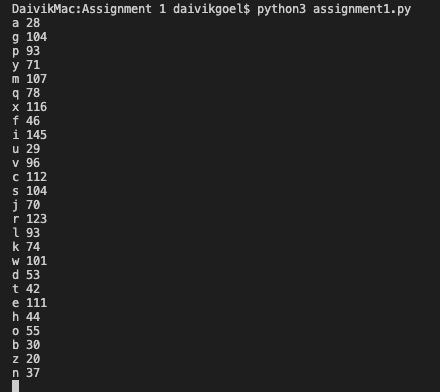 DaivikMac:Assignment 1 daivikgoel$ python3 assignment1.py
a 28
g 104
p 93
y 71
m 107
q 78
x 116
f 46
i 145
u 29
v 96
c 112
s 104
j 70
r 123
l 93
k 74
w 101
d 53
t 42
e 111
h 44
o 55
b 30
z 20
n 37